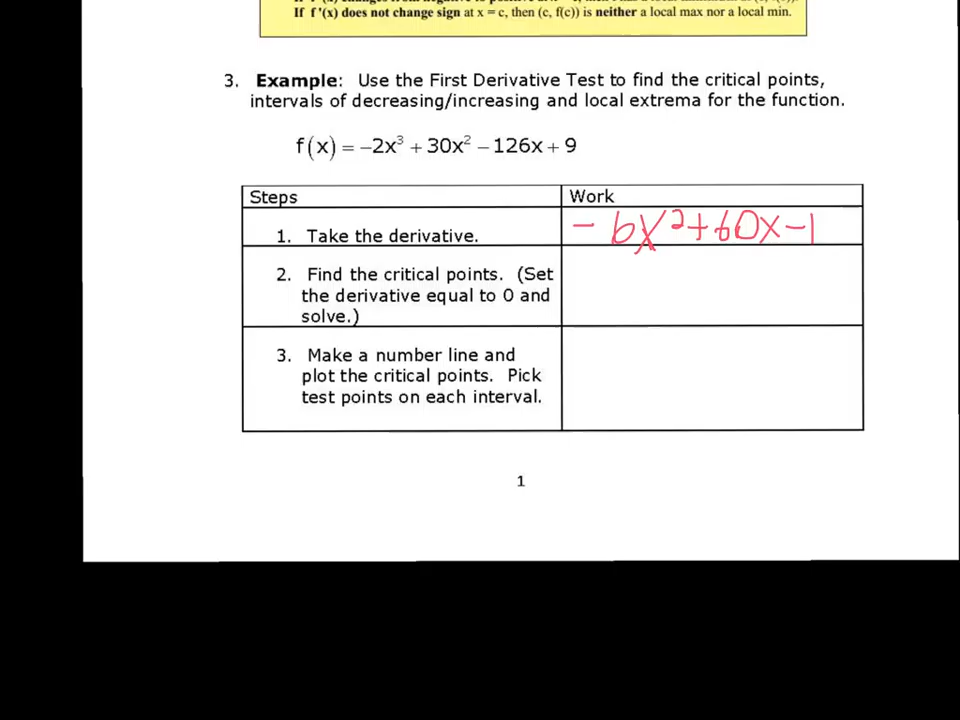 If f '(x) does not change sign at x = c, then (c, f(c)) is neither a local max nor a local min.
3. Example: Use the First Derivative Test to find the critical points,
intervals of decreasing/increasing and local extrema for the function.
f(x) = −2x³ + 30x² − 126x + 9
Steps Work
1. Take the derivative. - 6x²+60x-1
2. Find the critical points. (Set
the derivative equal to 0 and
solve.)
3. Make a number line and
plot the critical points. Pick
test points on each interval.
1